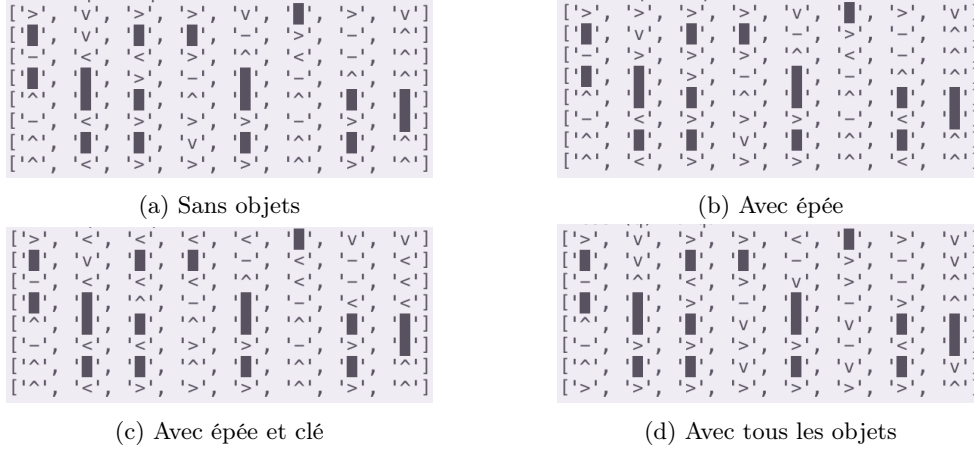 ['>', 'v', '>', '>', 'v', '█', '>', 'v']
['█', 'v', '█', '█', '-', '>', '-', '^']
['-', '<', '<', '>', '^', '<', '-', '^']
['█', '█', '>', '-', '█', '-', '^', '^']
['^', '█', '█', '^', '█', '^', '█', '█']
['-', '<', '>', '>', '>', '-', '>', '█']
['^', '█', '█', 'v', '█', '^', '█', '^']
['^', '<', '>', '>', '>', '^', '>', '^']
(a) Sans objets
['>', '>', '>', '>', 'v', '█', '>', 'v'
['█', 'v', '█', '█', '-', '>', '-', '^'
['-', '>', '>', '>', '^', '<', '-', '^'
['█', '█', '>', '-', '█', '-', '^', '^'
['^', '█', '█', '^', '█', '^', '█', '█'
['-', '<', '>', '>', '>', '-', '<', '█'
['^', '█', '█', 'v', '█', '^', '█', '^'
['^', '<', '>', '>', '>', '^', '<', '^'
(b) Avec épée
['>', '<', '<', '<', '<', '█', 'v', 'v']
['█', 'v', '█', '█', '-', '<', '-', '<']
['-', '<', '<', '<', '^', '<', '-', '<']
['█', '█', '^', '-', '█', '-', '<', '<']
['^', '█', '█', '^', '█', '^', '█', '█']
['-', '<', '>', '^', '>', '-', '>', '█']
['^', '█', '█', '^', '█', '^', '█', '^']
['^', '<', '>', '^', '>', '^', '>', '^']
(c) Avec épée et clé
['>', 'v', '>', '>', '<', '█', '>', 'v'
['█', 'v', '█', '█', '-', '>', '-', 'v'
['-', '<', '>', '>', 'v', '>', '-', '^'
['█', '█', '>', '-', '█', '-', '>', '^'
['^', '█', '█', 'v', '█', 'v', '█', '█'
['-', '<', '>', '>', '>', '-', '>', '█'
['^', '█', '█', 'v', '█', 'v', '█', 'v'
['>', '>', '>', '>', '>', '>', '>', '>'
(d) Avec tous les objets